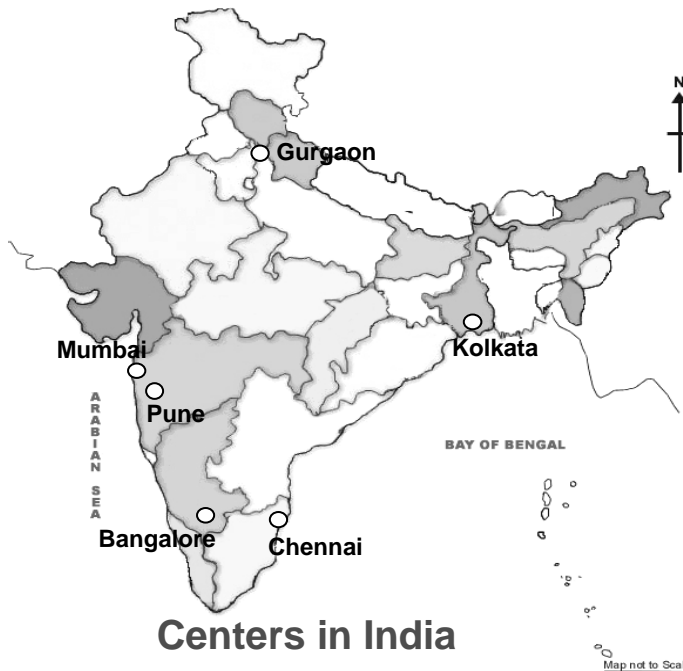 N
Gurgaon
Mumbai
Kolkata
Pune
ARABIAN SEA
BAY OF BENGAL
Bangalore
Chennai
Centers in India
Map not to Scal